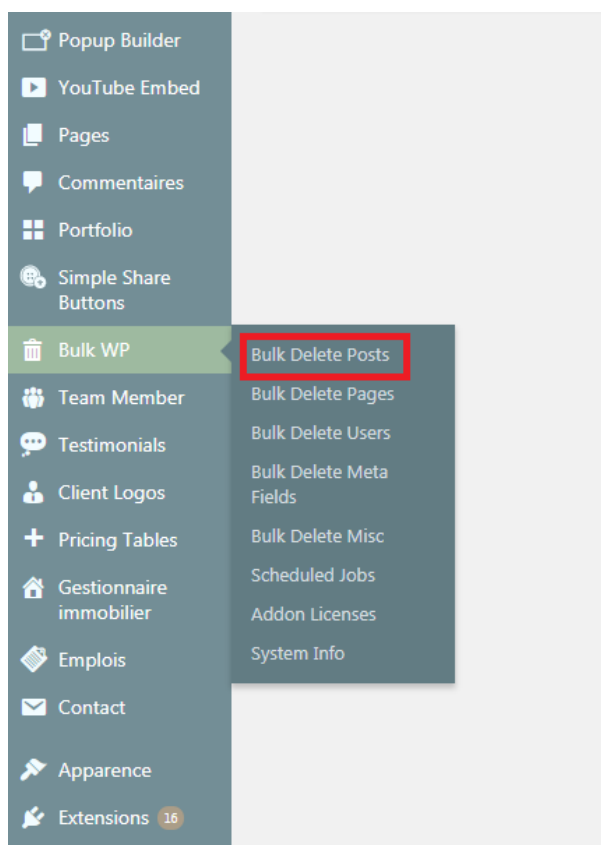 Popup Builder
YouTube Embed
Pages
Commentaires
Portfolio
Simple Share
Buttons
Bulk WP
Team Member
Testimonials
Client Logos
Pricing Tables
Gestionnaire
immobilier
Emplois
Contact
Apparence
Extensions 16
Bulk Delete Posts
Bulk Delete Pages
Bulk Delete Users
Bulk Delete Meta
Fields
Bulk Delete Misc
Scheduled Jobs
Addon Licenses
System Info